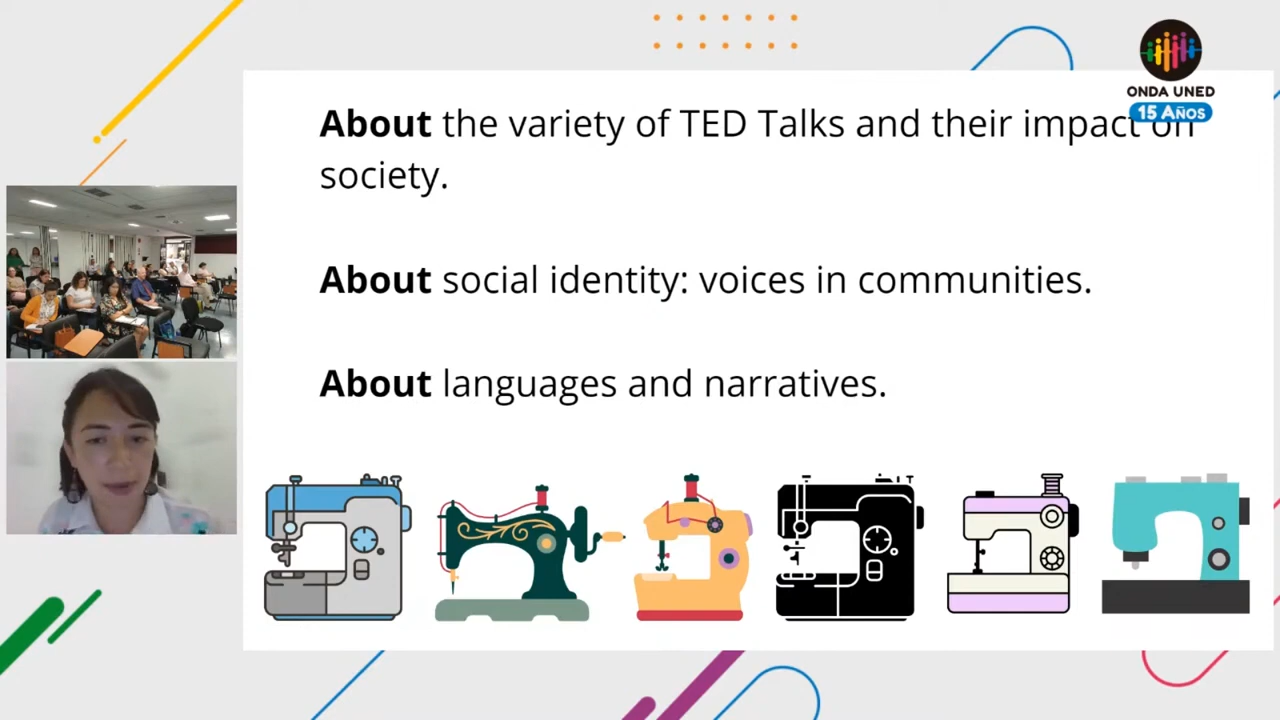 ONDA UNED
15 AÑOS
About the variety of TED Talks and their impact on
society.
About social identity: voices in communities.
About languages and narratives.